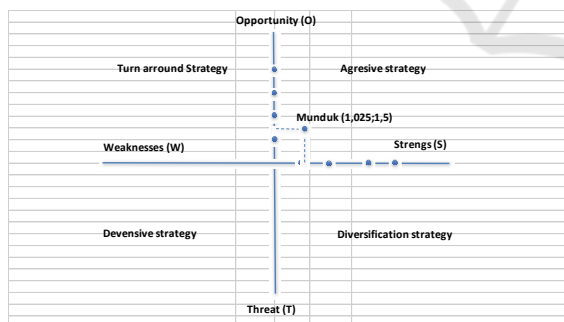 Opportunity (O)
Turn arround Strategy
Agresive strategy
Munduk (1,025;1,5)
Strengs (S)
Weaknesses (W)
Devensive strategy
Diversification strategy
Threat (T)